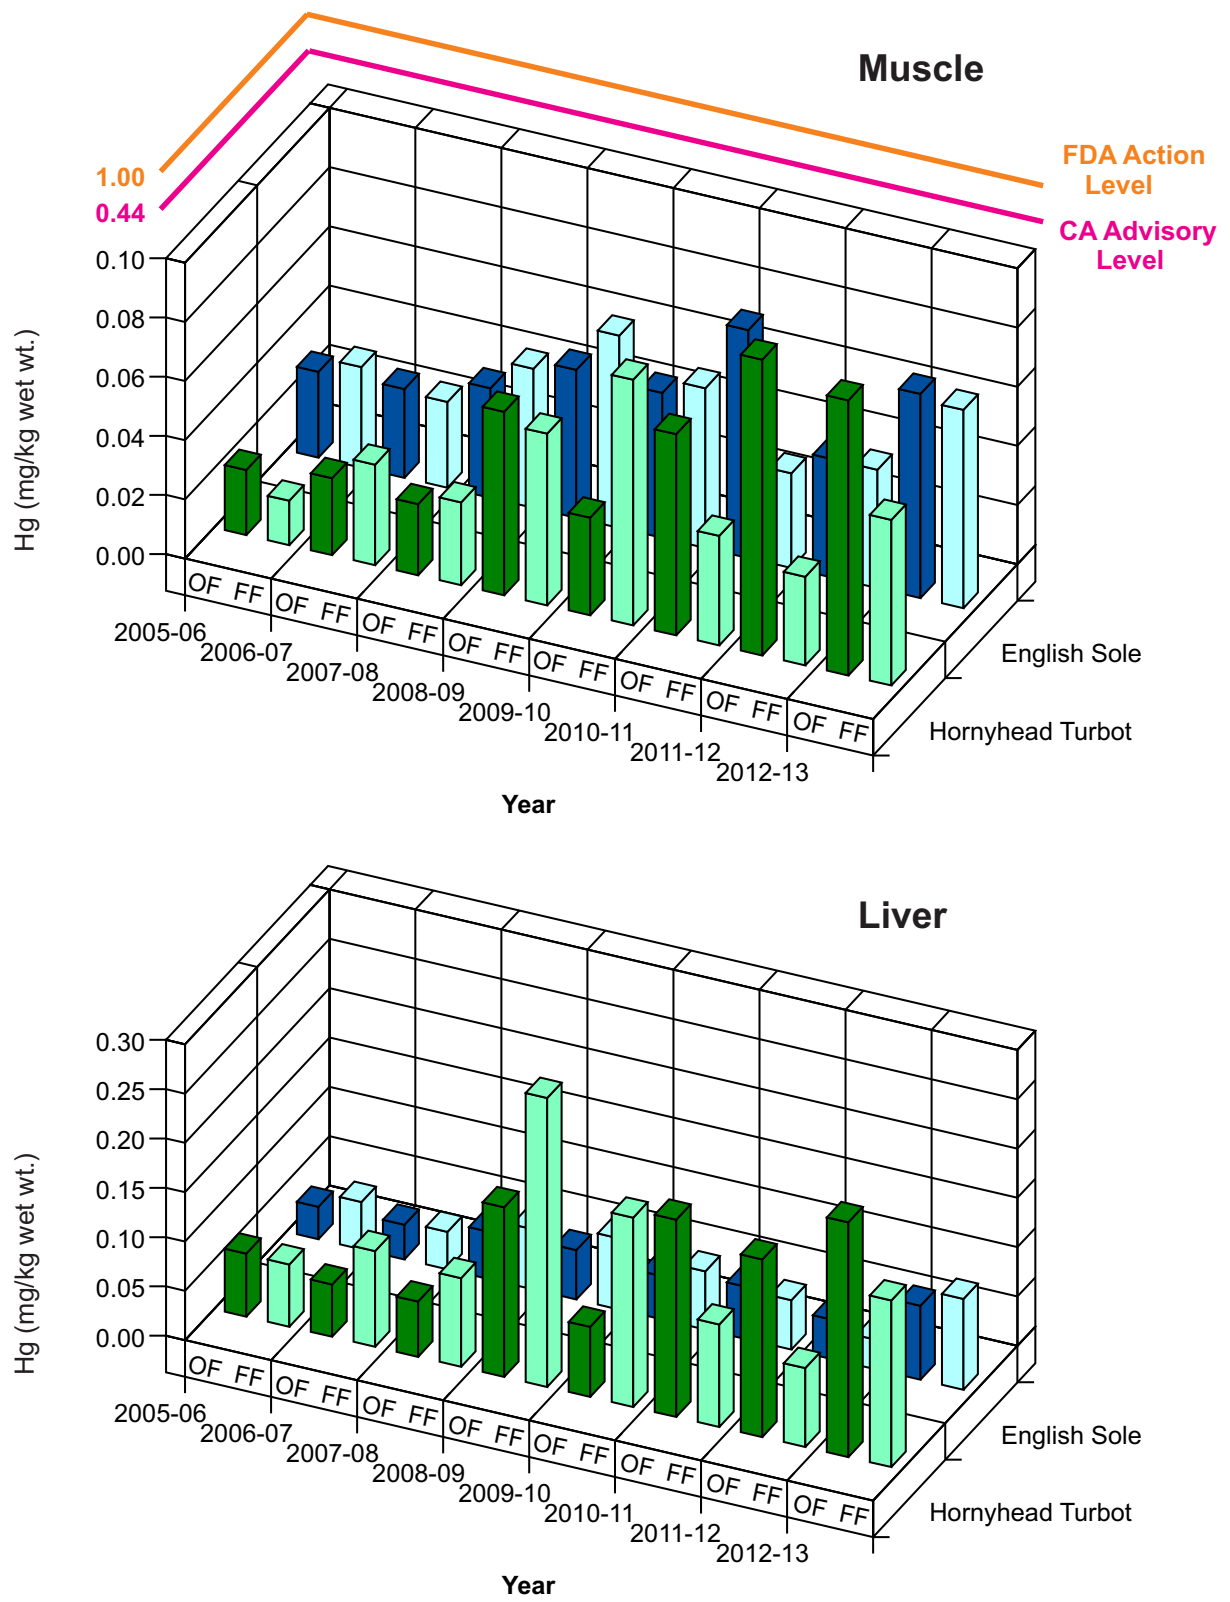 Muscle
FDA Action
Level
1.00
0.44
CA Advisory
Level
0.10
0.08
0.06
0.04
0.02
0.00
Hg (mg/kg wet wt.)
OF FF OF FF OF FF OF FF OF FF OF FF OF FF OF FF
2005-06
2006-07
2007-08
2008-09
2009-10
2010-11
2011-12
2012-13
English Sole
Hornyhead Turbot
Year
Liver
0.30
0.25
0.20
0.15
0.10
0.05
0.00
Hg (mg/kg wet wt.)
OF FF OF FF OF FF OF FF OF FF OF FF OF FF OF FF
2005-06
2006-07
2007-08
2008-09
2009-10
2010-11
2011-12
2012-13
English Sole
Hornyhead Turbot
Year